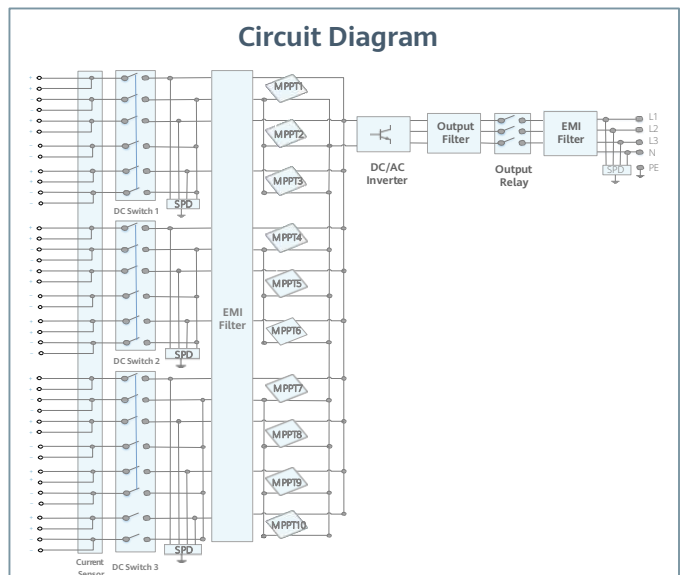 Circuit Diagram
MPPT1
MPPT2
MPPT3
SPD
DC Switch 1
MPPT4
MPPT5
MPPT6
SPD
DC Switch 2
EMI
Filter
MPPT7
MPPT8
MPPT9
MPPT10
SPD
Current
Sensor
DC Switch 3
DC/AC
Inverter
Output
Filter
Output
Relay
EMI
Filter
L1
L2
L3
N
SPD
PE